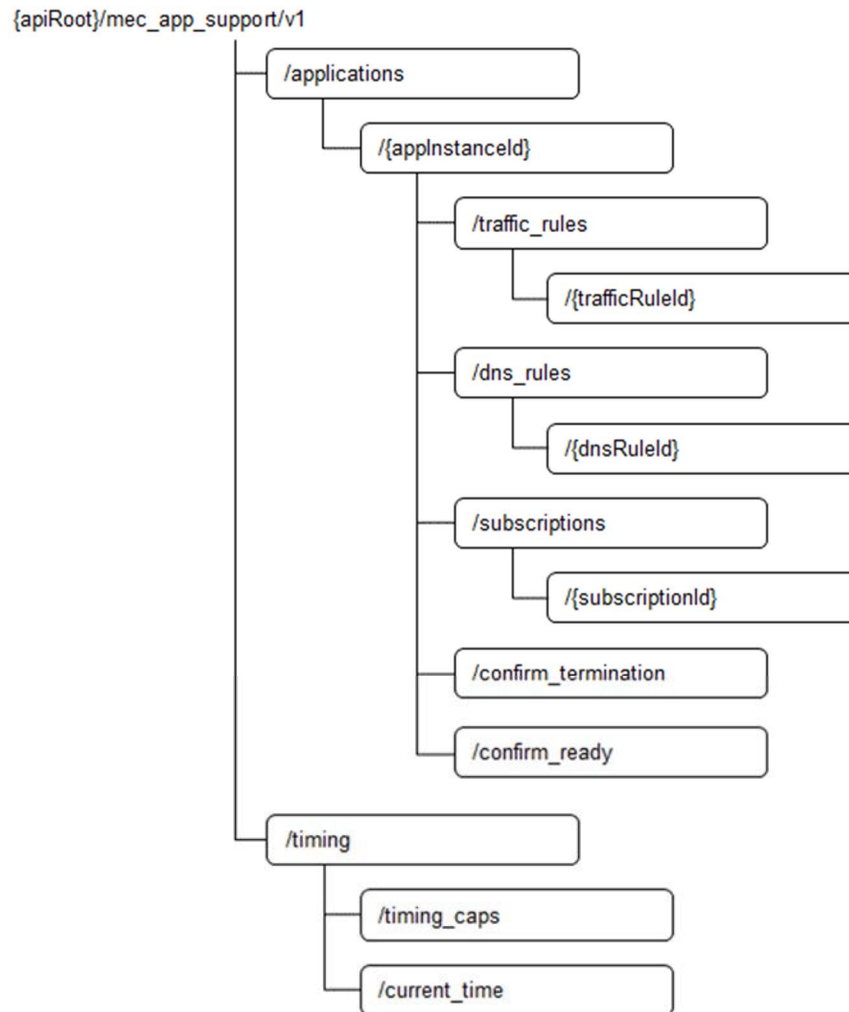 {apiRoot}/mec_app_support/v1
/applications
/{appInstanceId}
/traffic_rules
/{trafficRuleId}
/dns_rules
/{dnsRuleId}
/subscriptions
/{subscriptionId}
/confirm_termination
/confirm_ready
/timing
/timing_caps
/current_time